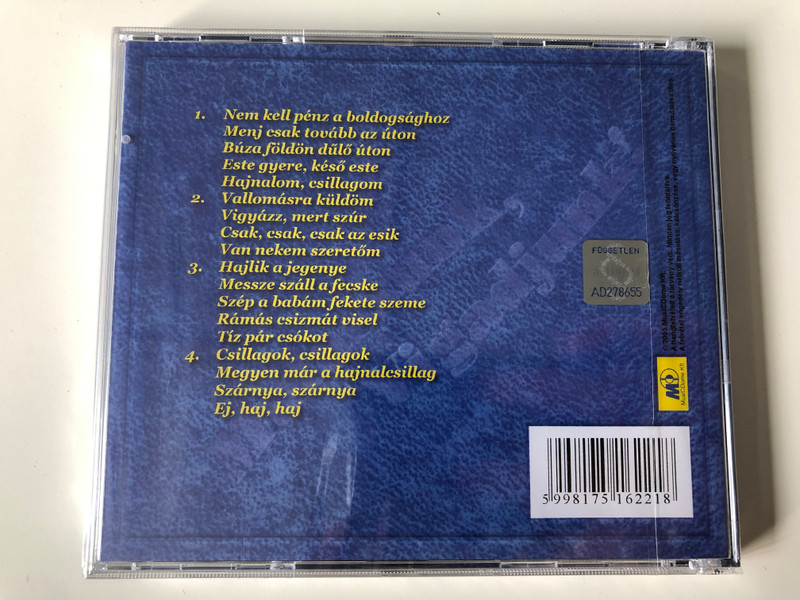 1. Nem kell pénz a boldogsághoz
Menj csak tovább az úton
Búza földön dűlő úton
Este gyere, késő este
Hajnalom, csillagom
2. Vallomásra küldöm
Vigyázz, mert szúr
Csak, csak, csak az esik
Van nekem szeretőm
3. Hajlik a jegenye
Messze száll a fecske
Szép a babám fekete szeme
Rámás csizmát visel
Tíz pár csókot
4. Csillagok, csillagok
Megyen már a hajnalcsillag
Szárnya, szárnya
Ej, haj, haj
FÜGGETLEN
AD278655
MusicDome Kft
5 998175 162218